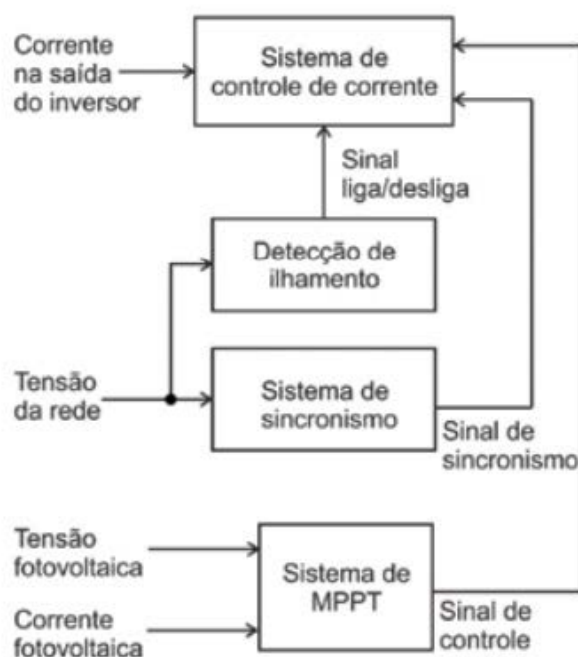 Corrente
na saída
do inversor
Sistema de
controle de corrente
Sinal
liga/desliga
Detecção de
ilhamento
Tensão
da rede
Sistema de
sincronismo
Sinal de
sincronismo
Tensão
fotovoltaica
Corrente
fotovoltaica
Sistema de
MPPT
Sinal de
controle